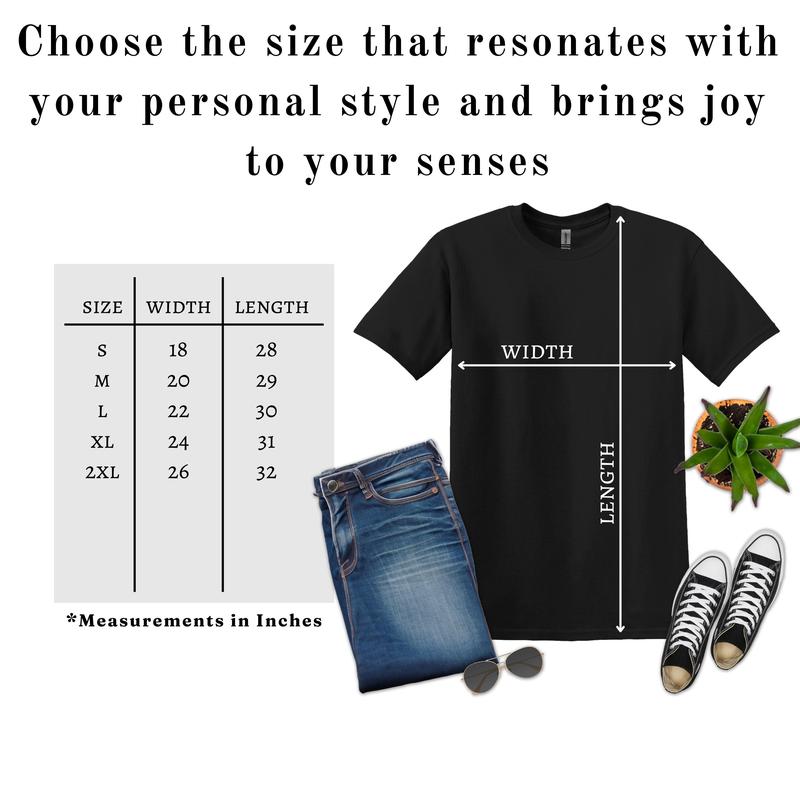 Choose the size that resonates with
your personal style and brings joy
to your senses
SIZE WIDTH LENGTH
S 18 28
M 20 29
L 22 30
XL 24 31
2XL 26 32
*Measurements in Inches
WIDTH
LENGTH